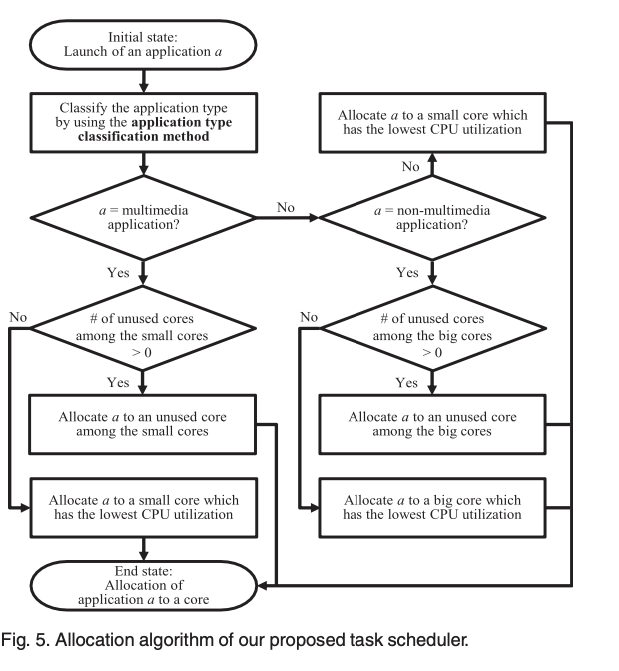 Initial state:
Launch of an application a
Classify the application type
by using the application type
classification method
Allocate a to a small core which
has the lowest CPU utilization
No
a = multimedia
application?
No
a = non-multimedia
application?
Yes
Yes
No
# of unused cores
among the small cores
> 0
No
# of unused cores
among the big cores
> 0
Yes
Yes
Allocate a to an unused core
among the small cores
Allocate a to an unused core
among the big cores
Allocate a to a small core which
has the lowest CPU utilization
Allocate a to a big core which
has the lowest CPU utilization
End state:
Allocation of
application a to a core
Fig. 5. Allocation algorithm of our proposed task scheduler.